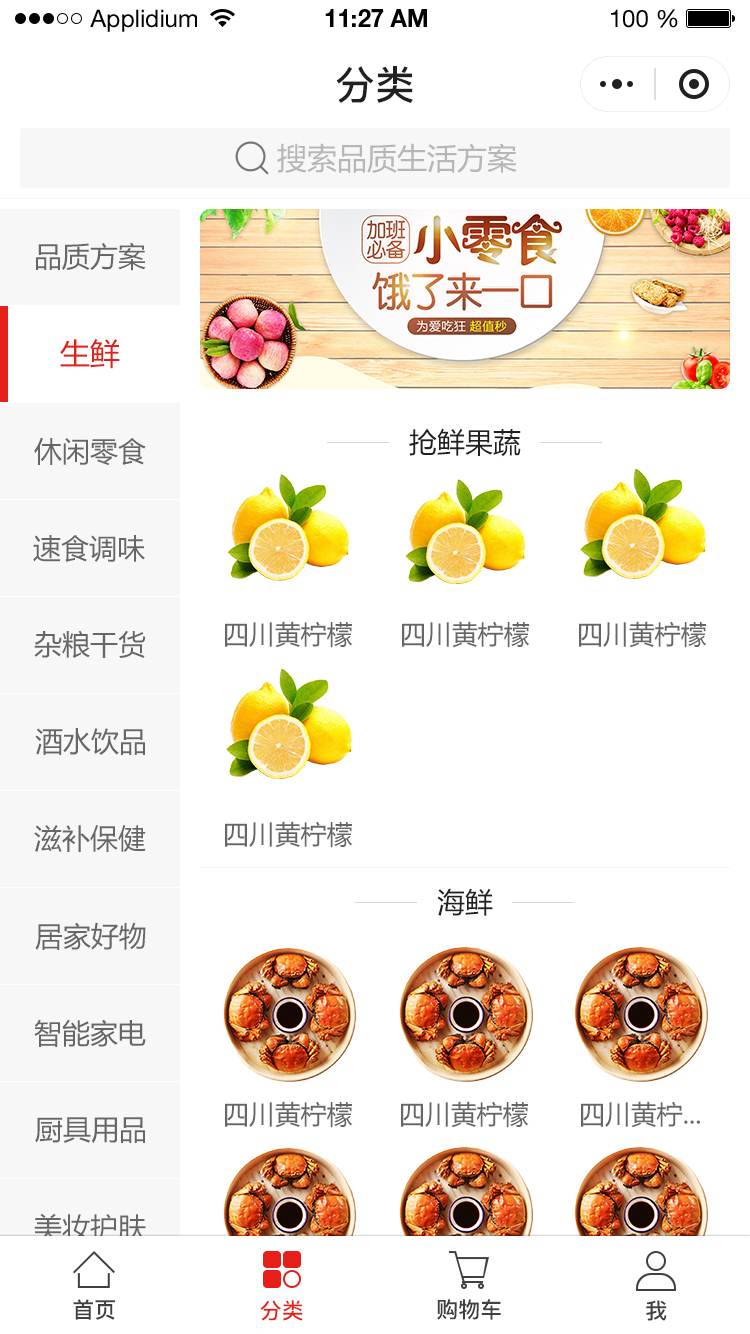 Applidium
11:27 AM
100 %
分类
搜索品质生活方案
品质方案
生鲜
休闲零食
速食调味
杂粮干货
酒水饮品
滋补保健
居家好物
智能家电
厨具用品
美妆护肤
加班
必备
小零食
饿了来一口
为爱吃狂 超值秒
抢鲜果蔬
四川黄柠檬
四川黄柠檬
四川黄柠檬
四川黄柠檬
海鲜
四川黄柠檬
四川黄柠檬
四川黄柠...
首页
分类
购物车
我